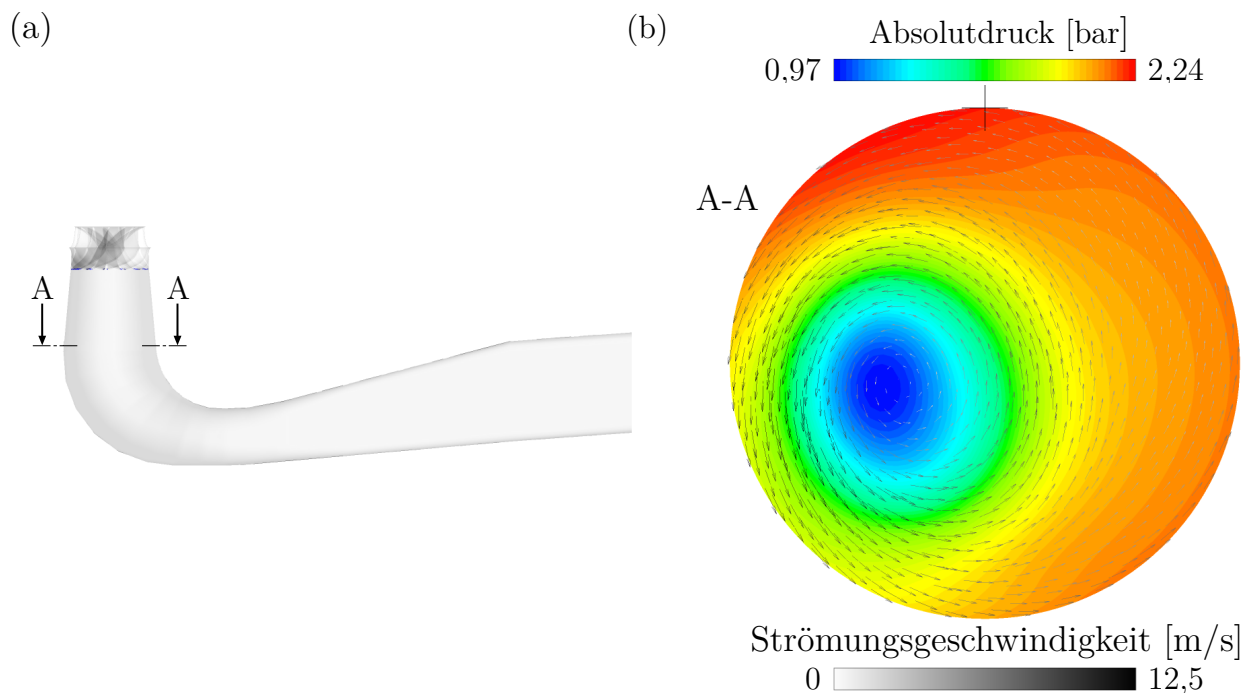 (a)
(b)
Absolutdruck [bar]
0,97
2,24
A-A
A
A
Strömungsgeschwindigkeit [m/s]
0
12,5